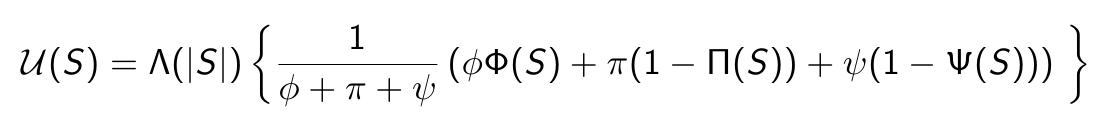 𝒰(S) = Λ(|S|) { 1 / (ϕ + π + ψ) (ϕΦ(S) + π(1 − Π(S)) + ψ(1 − Ψ(S))) }